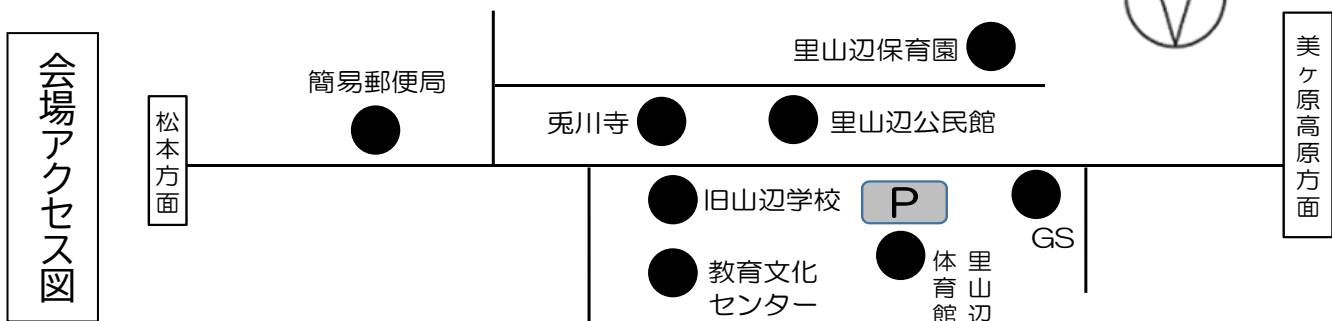 会場アクセス図
松本方面
簡易郵便局
里山辺保育園
兎川寺
里山辺公民館
美ヶ原高原方面
旧山辺学校
P
GS
教育文化
センター
里山辺
体育館